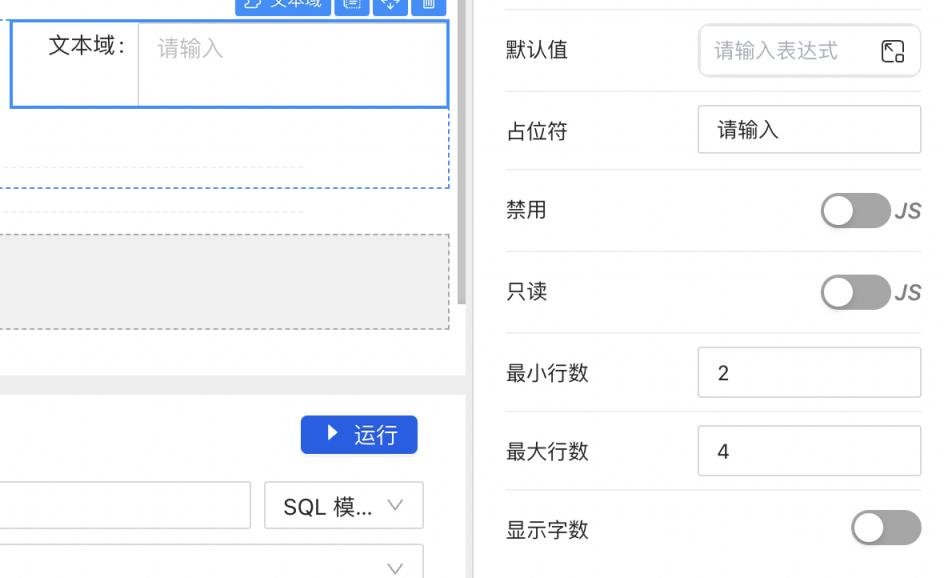 文本域
文本域:
请输入
运行
SQL 模...
默认值
请输入表达式
占位符
请输入
禁用
JS
只读
JS
最小行数
2
最大行数
4
显示字数